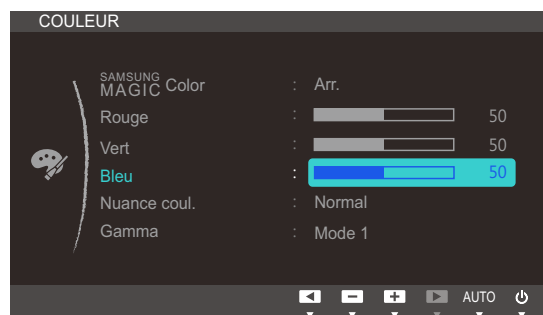 COULEUR
SAMSUNG MAGIC Color : Arr.
Rouge : 50
Vert : 50
Bleu : 50
Nuance coul. : Normal
Gamma : Mode 1
AUTO